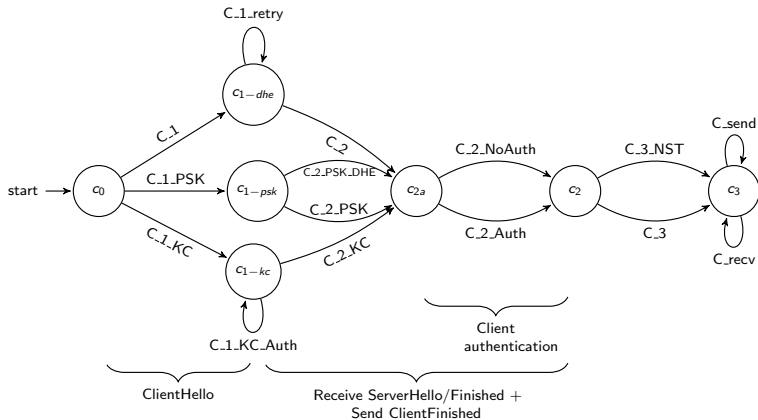 C_1_retry
c1−dhe
C_1
C_2
C_send
C_2_NoAuth
C_3_NST
C_2_PSK_DHE
start
c0
C_1_PSK
c1−psk
c2a
c2
c3
C_2_PSK
C_1_KC
C_2_KC
C_2_Auth
C_3
C_recv
c1−kc
C_1_KC_Auth
Client
authentication
ClientHello
Receive ServerHello/Finished +
Send ClientFinished